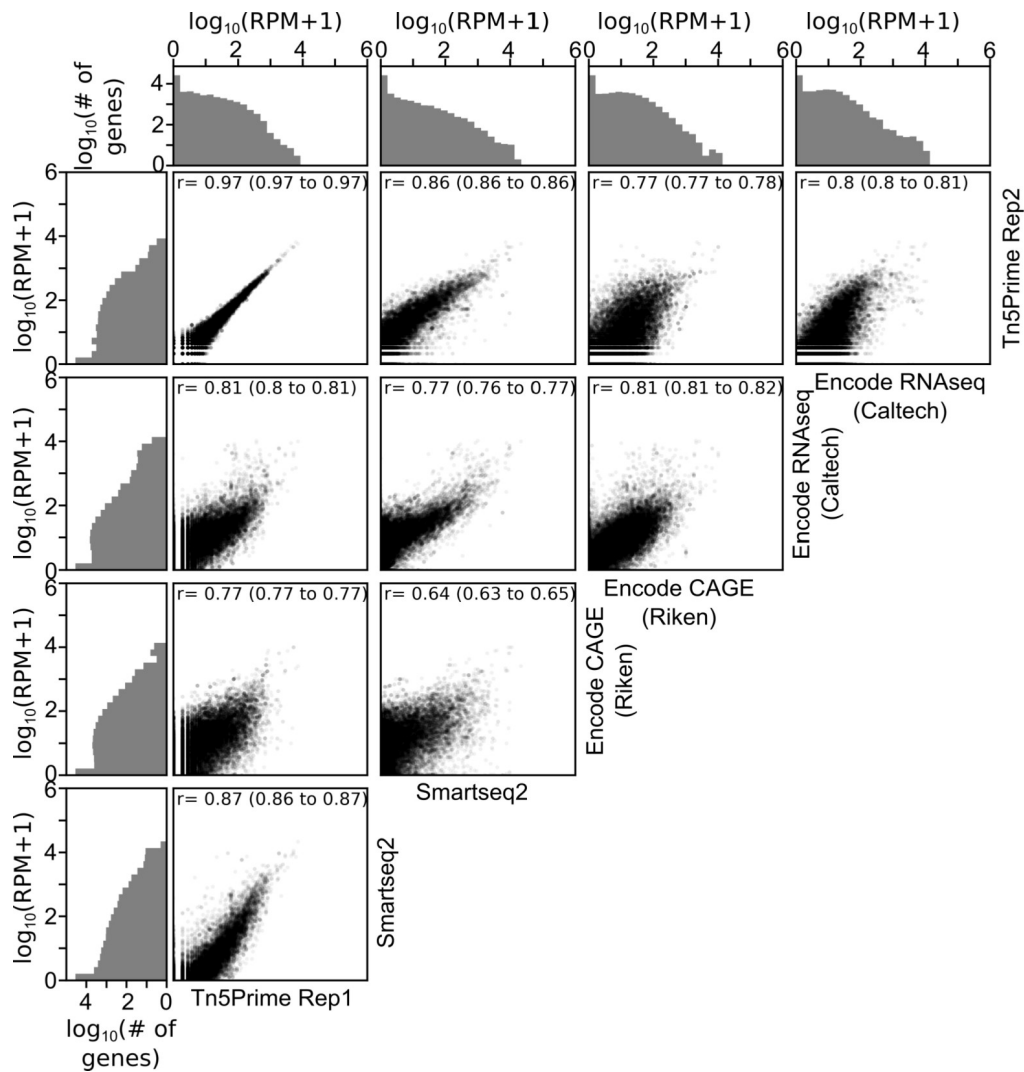 log₁₀(RPM+1) log₁₀(RPM+1) log₁₀(RPM+1) log₁₀(RPM+1)
0 2 4 60 2 4 60 2 4 60 2 4 6
log₁₀(# of
genes)
4
2
0
r= 0.97 (0.97 to 0.97) r= 0.86 (0.86 to 0.86) r= 0.77 (0.77 to 0.78) r= 0.8 (0.8 to 0.81)
log₁₀(RPM+1)
6
4
2
0
Tn5Prime Rep2
Encode RNAseq
(Caltech)
r= 0.81 (0.8 to 0.81) r= 0.77 (0.76 to 0.77) r= 0.81 (0.81 to 0.82)
log₁₀(RPM+1)
6
4
2
0
Encode RNAseq
(Caltech)
Encode CAGE
(Riken)
r= 0.77 (0.77 to 0.77) r= 0.64 (0.63 to 0.65)
log₁₀(RPM+1)
6
4
2
0
Encode CAGE
(Riken)
Smartseq2
r= 0.87 (0.86 to 0.87)
log₁₀(RPM+1)
6
4
2
0
Smartseq2
4 2 0
Tn5Prime Rep1
log₁₀(# of
genes)